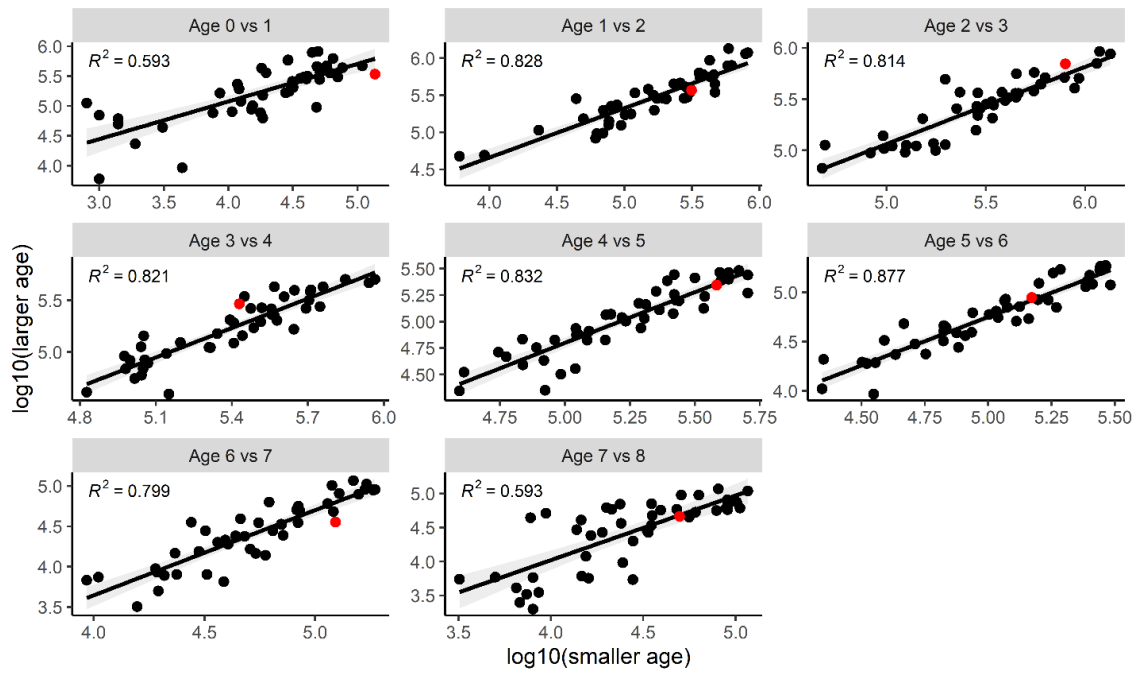 Age 0 vs 1
Age 1 vs 2
Age 2 vs 3
R² = 0.593
R² = 0.828
R² = 0.814
6.0
5.5
5.0
4.5
4.0
6.0
5.5
5.0
4.5
6.0
5.5
5.0
3.0 3.5 4.0 4.5 5.0
4.0 4.5 5.0 5.5 6.0
5.0 5.5 6.0
Age 3 vs 4
Age 4 vs 5
Age 5 vs 6
R² = 0.821
R² = 0.832
R² = 0.877
5.5
5.0
5.50
5.25
5.00
4.75
4.50
5.0
4.5
4.0
4.8 5.1 5.4 5.7 6.0
4.75 5.00 5.25 5.50 5.75
4.50 4.75 5.00 5.25 5.50
Age 6 vs 7
Age 7 vs 8
R² = 0.799
R² = 0.593
5.0
4.5
4.0
3.5
5.0
4.5
4.0
3.5
4.0 4.5 5.0
3.5 4.0 4.5 5.0
log10(larger age)
log10(smaller age)